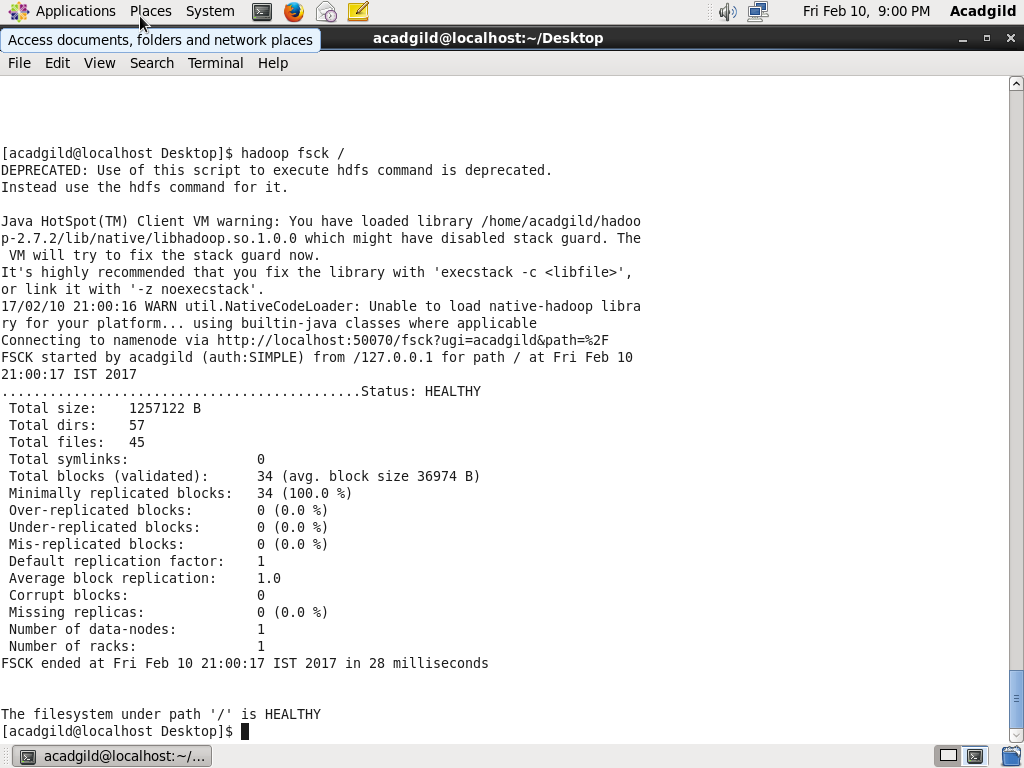 Applications Places System Fri Feb 10, 9:00 PM Acadgild
Access documents, folders and network places
acadgild@localhost:~/Desktop
File Edit View Search Terminal Help
[acadgild@localhost Desktop]$ hadoop fsck /
DEPRECATED: Use of this script to execute hdfs command is deprecated.
Instead use the hdfs command for it.
Java HotSpot(TM) Client VM warning: You have loaded library /home/acadgild/hadoo
p-2.7.2/lib/native/libhadoop.so.1.0.0 which might have disabled stack guard. The
 VM will try to fix the stack guard now.
It's highly recommended that you fix the library with 'execstack -c <libfile>',
or link it with '-z noexecstack'.
17/02/10 21:00:16 WARN util.NativeCodeLoader: Unable to load native-hadoop libra
ry for your platform... using builtin-java classes where applicable
Connecting to namenode via http://localhost:50070/fsck?ugi=acadgild&path=%2F
FSCK started by acadgild (auth:SIMPLE) from /127.0.0.1 for path / at Fri Feb 10
21:00:17 IST 2017
.............................................Status: HEALTHY
 Total size:    1257122 B
 Total dirs:    57
 Total files:   45
 Total symlinks:                0
 Total blocks (validated):      34 (avg. block size 36974 B)
 Minimally replicated blocks:   34 (100.0 %)
 Over-replicated blocks:        0 (0.0 %)
 Under-replicated blocks:       0 (0.0 %)
 Mis-replicated blocks:         0 (0.0 %)
 Default replication factor:    1
 Average block replication:     1.0
 Corrupt blocks:                0
 Missing replicas:              0 (0.0 %)
 Number of data-nodes:          1
 Number of racks:               1
FSCK ended at Fri Feb 10 21:00:17 IST 2017 in 28 milliseconds
The filesystem under path '/' is HEALTHY
[acadgild@localhost Desktop]$
acadgild@localhost:~/...